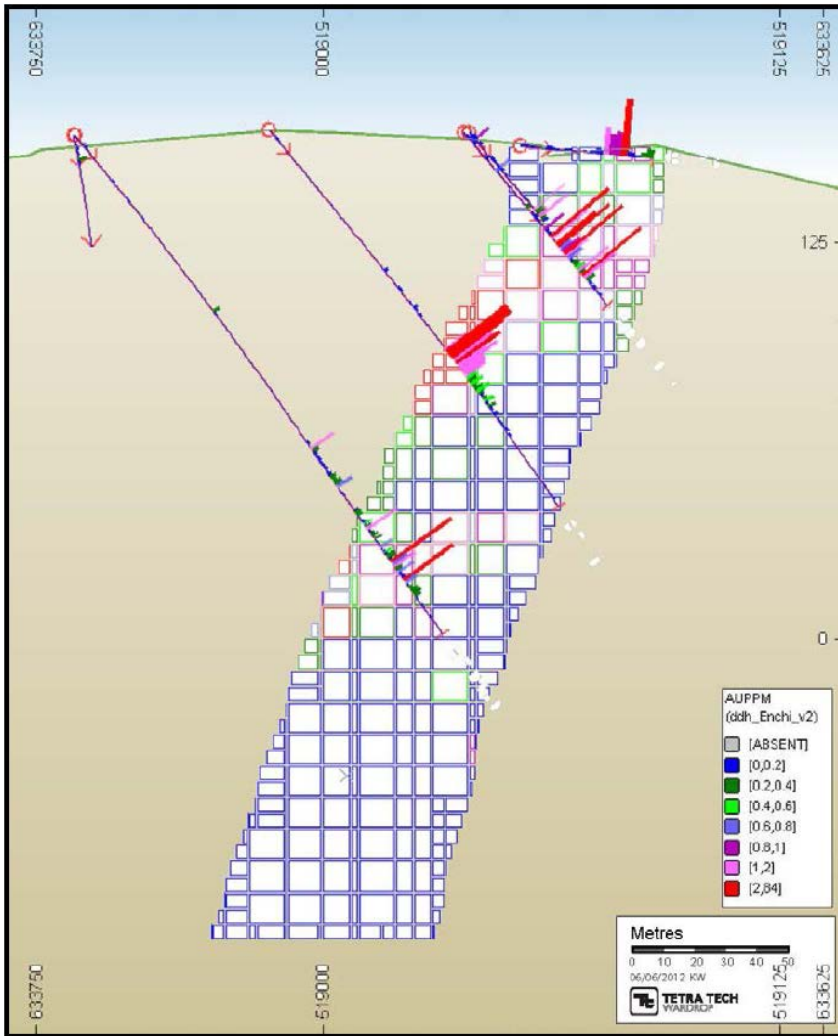 633750
519000
519125
633625
125
0
AUPPM
(ddh_Enchi_v2)
[ABSENT]
[0,0.2]
[0.2,0.4]
[0.4,0.6]
[0.6,0.8]
[0.8,1]
[1,2]
[2,84]
Metres
0 10 20 30 40 50
06/06/2012 KW
TETRA TECH
WARDROP
633750
519000
519125
633625